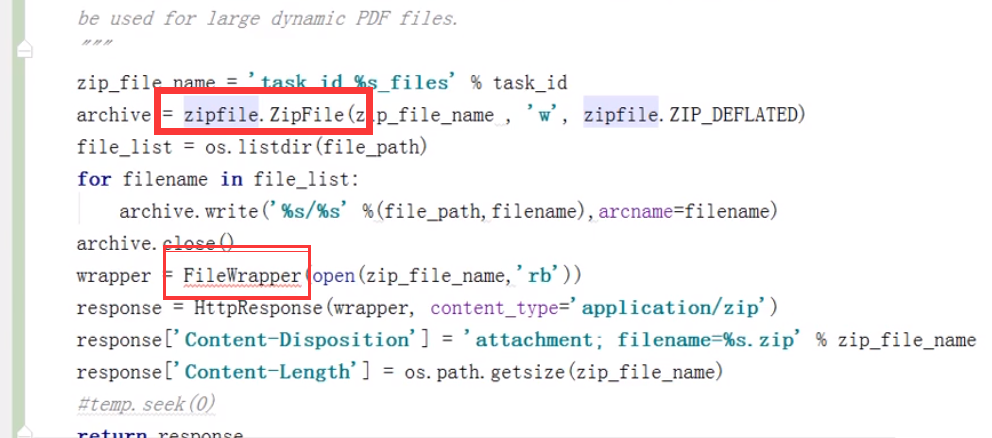 be used for large dynamic PDF files.
"""
zip_file_name = 'task_id_%s_files' % task_id
archive = zipfile.ZipFile(zip_file_name , 'w', zipfile.ZIP_DEFLATED)
file_list = os.listdir(file_path)
for filename in file_list:
archive.write('%s/%s' %(file_path,filename),arcname=filename)
archive.close()
wrapper = FileWrapper(open(zip_file_name,'rb'))
response = HttpResponse(wrapper, content_type='application/zip')
response['Content-Disposition'] = 'attachment; filename=%s.zip' % zip_file_name
response['Content-Length'] = os.path.getsize(zip_file_name)
#temp.seek(0)
return response